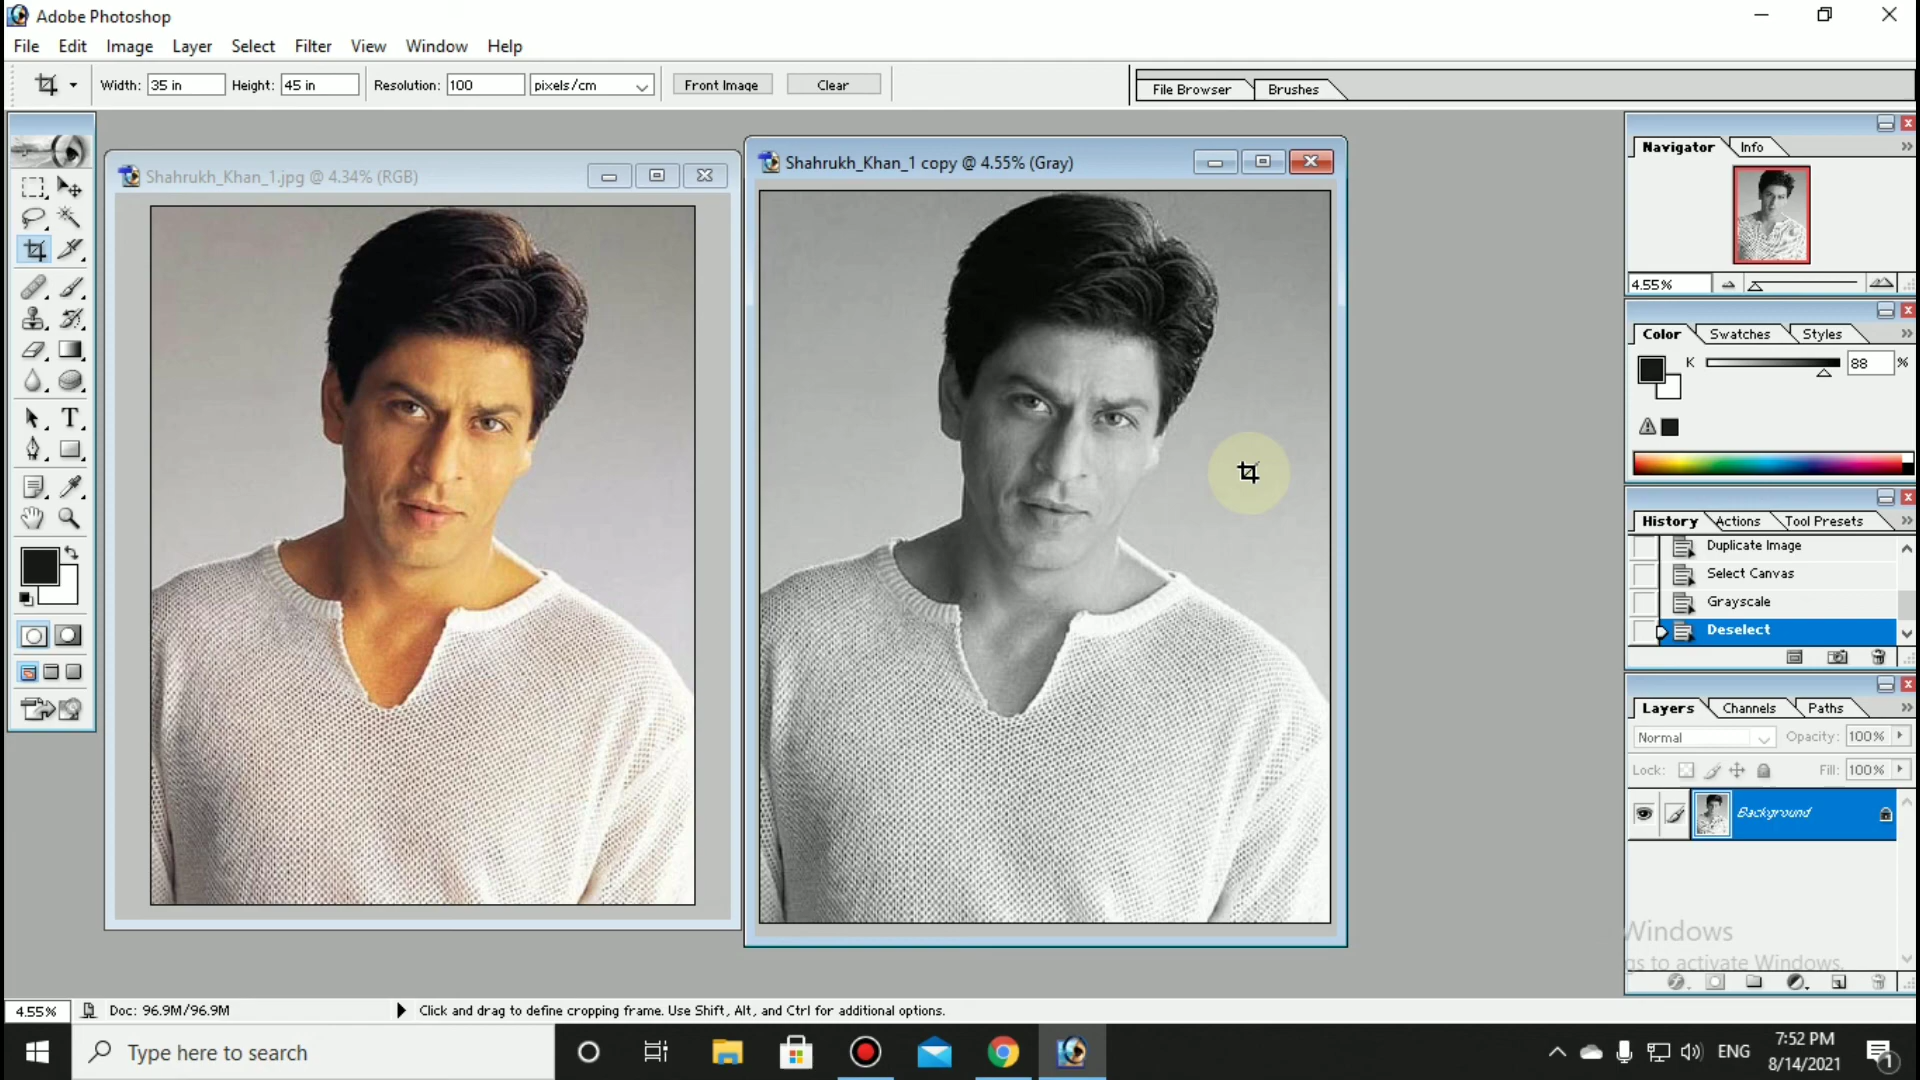 Adobe Photoshop
File Edit Image Layer Select Filter View Window Help
Width: 35 in Height: 45 in Resolution: 100 pixels/cm Front Image Clear File Browser Brushes
Shahrukh_Khan_1.jpg @ 4.34% (RGB)
Shahrukh_Khan_1 copy @ 4.55% (Gray)
T
Navigator Info
4.55%
Color Swatches Styles
K 88 %
History Actions Tool Presets
Duplicate Image
Select Canvas
Grayscale
Deselect
Layers Channels Paths
Normal Opacity: 100%
Lock: Fill: 100%
Background
Windows
gs to activate Windows.
4.55% Doc: 96.9M/96.9M Click and drag to define cropping frame. Use Shift, Alt, and Ctrl for additional options.
Type here to search
ENG
7:52 PM
8/14/2021
1